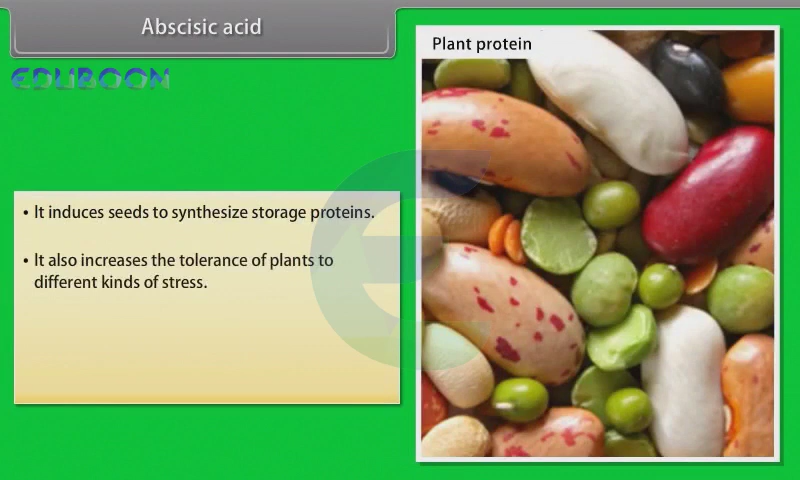 Abscisic acid
EDUBOON
Plant protein
• It induces seeds to synthesize storage proteins.
• It also increases the tolerance of plants to
different kinds of stress.